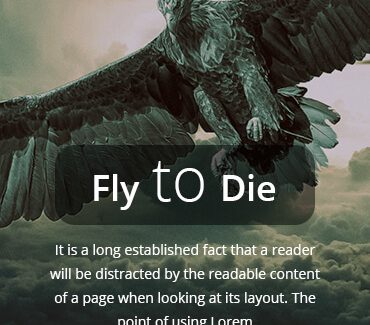 Fly to Die
It is a long established fact that a reader
will be distracted by the readable content
of a page when looking at its layout. The
point of using Lorem